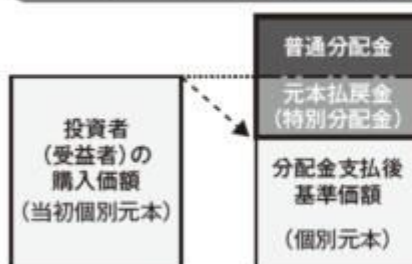 普通分配金
元本払戻金
(特別分配金)
投資者
(受益者)の
購入価額
(当初個別元本)
分配金支払後
基準価額
(個別元本)